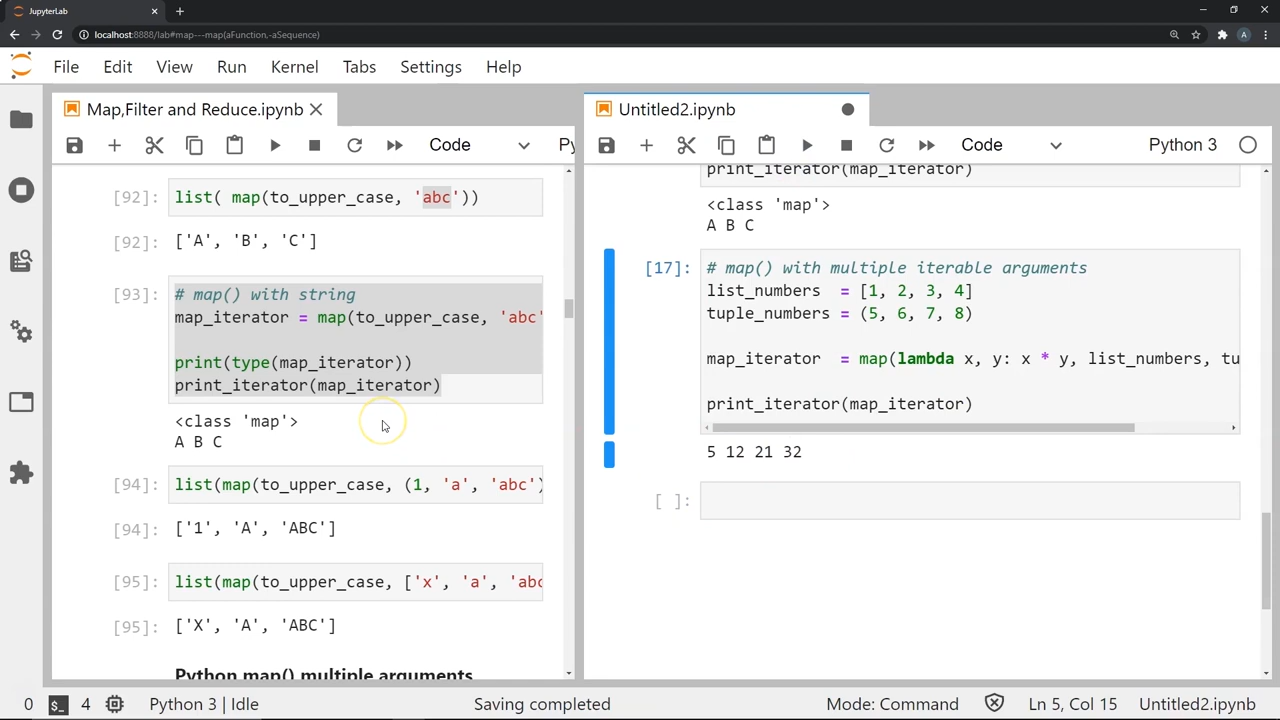 JupyterLab
localhost:8888/lab#map---map(aFunction,-aSequence)
A
File Edit View Run Kernel Tabs Settings Help
Map,Filter and Reduce.ipynb
Code
Py
[92]: list( map(to_upper_case, 'abc'))
[92]: ['A', 'B', 'C']
[93]: # map() with string
map_iterator = map(to_upper_case, 'abc'
print(type(map_iterator))
print_iterator(map_iterator)
<class 'map'>
A B C
[94]: list(map(to_upper_case, (1, 'a', 'abc')
[94]: ['1', 'A', 'ABC']
[95]: list(map(to_upper_case, ['x', 'a', 'abc
[95]: ['X', 'A', 'ABC']
Python map() multiple arguments
Untitled2.ipynb
Code
Python 3
print_iterator(map_iterator)
<class 'map'>
A B C
[17]: # map() with multiple iterable arguments
list_numbers = [1, 2, 3, 4]
tuple_numbers = (5, 6, 7, 8)
map_iterator = map(lambda x, y: x * y, list_numbers, tu
print_iterator(map_iterator)
5 12 21 32
[ ]:
0 $_ 4 Python 3 | Idle Saving completed Mode: Command Ln 5, Col 15 Untitled2.ipynb